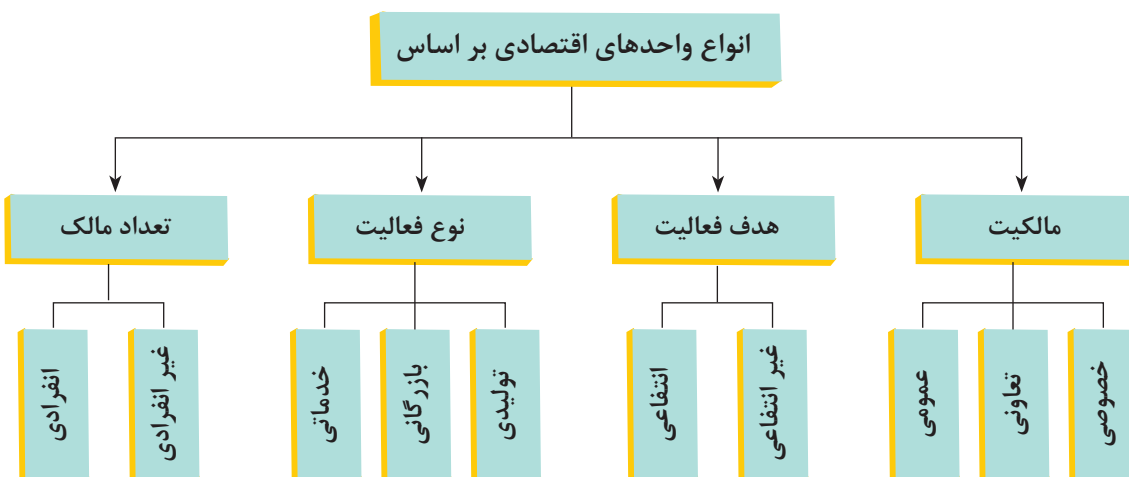 انواع واحدهای اقتصادی بر اساس
مالکیت
هدف فعالیت
نوع فعالیت
تعداد مالک
خصوصی
تعاونی
عمومی
غیر انتفاعی
انتفاعی
تولیدی
بازرگانی
خدماتی
غیر انفرادی
انفرادی